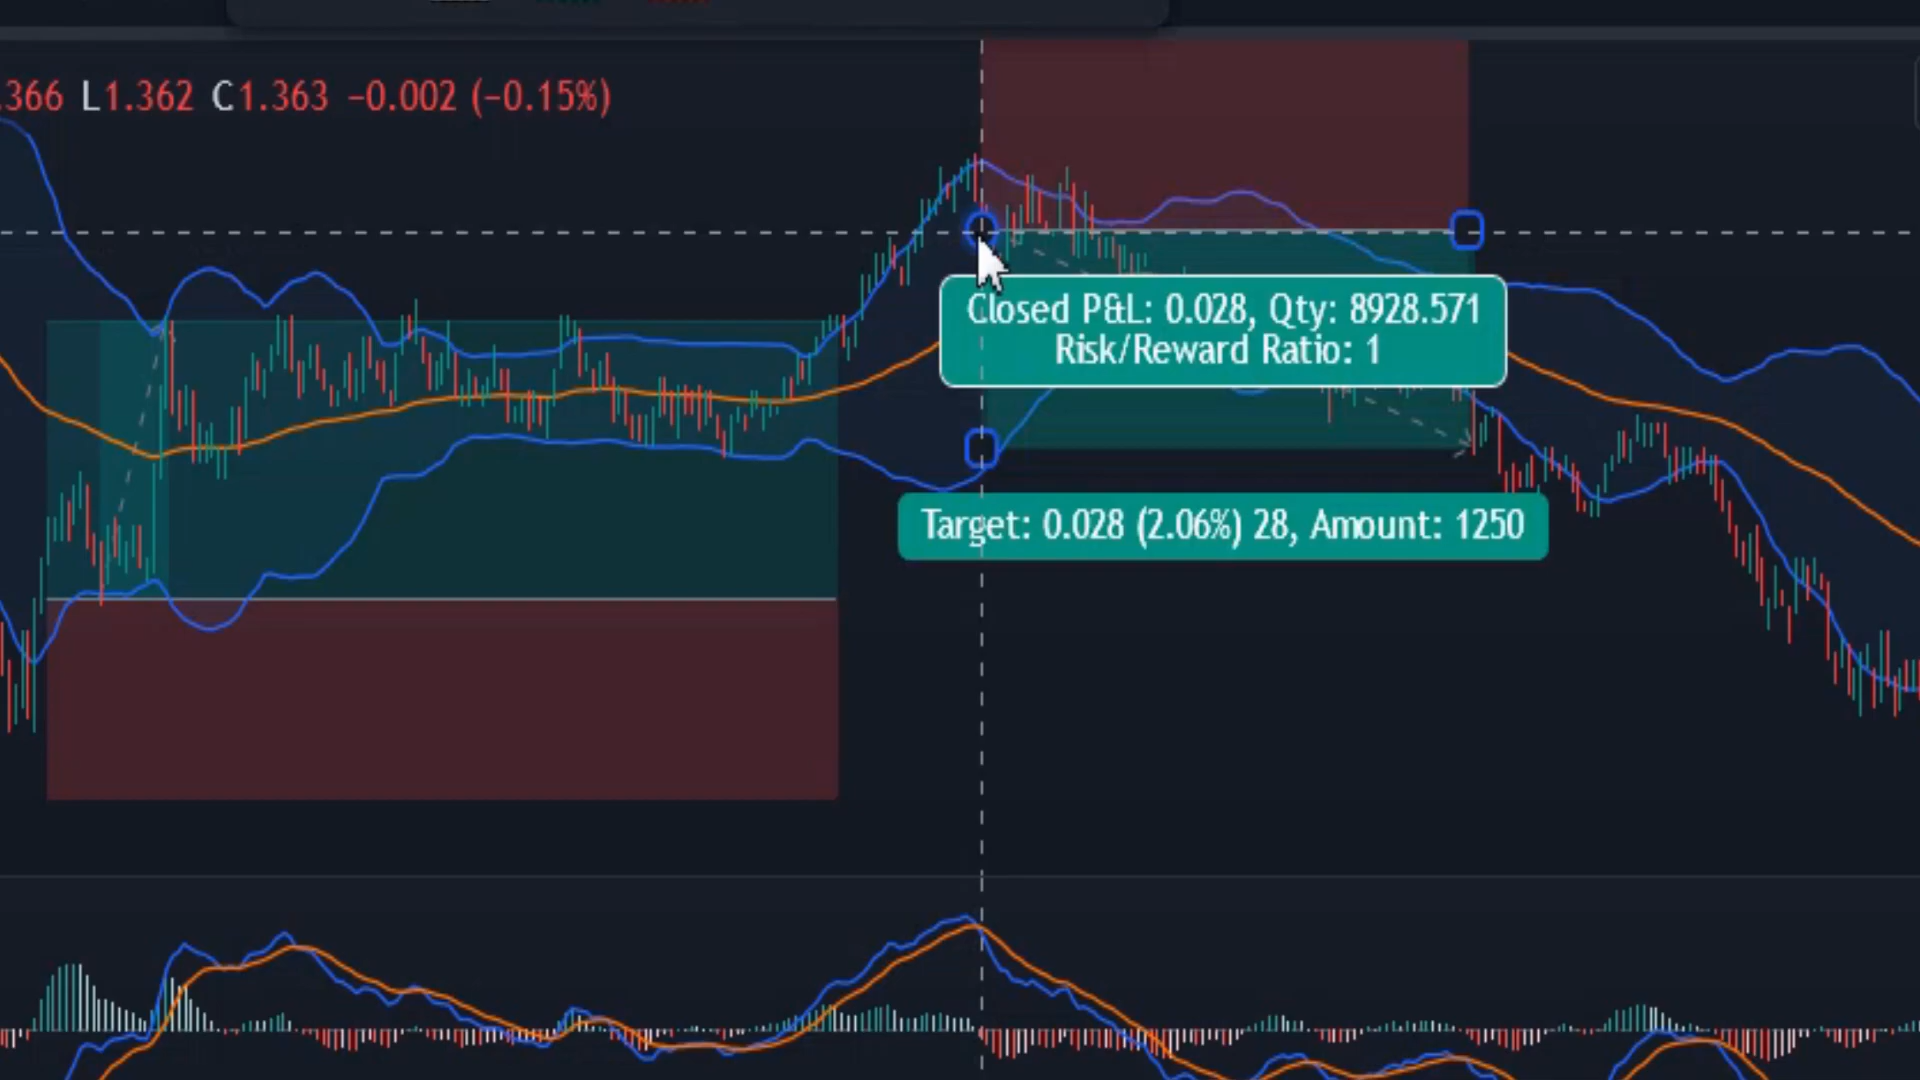 .366 L1.362 C1.363 −0.002 (−0.15%)
Closed P&L: 0.028, Qty: 8928.571
Risk/Reward Ratio: 1
Target: 0.028 (2.06%) 28, Amount: 1250